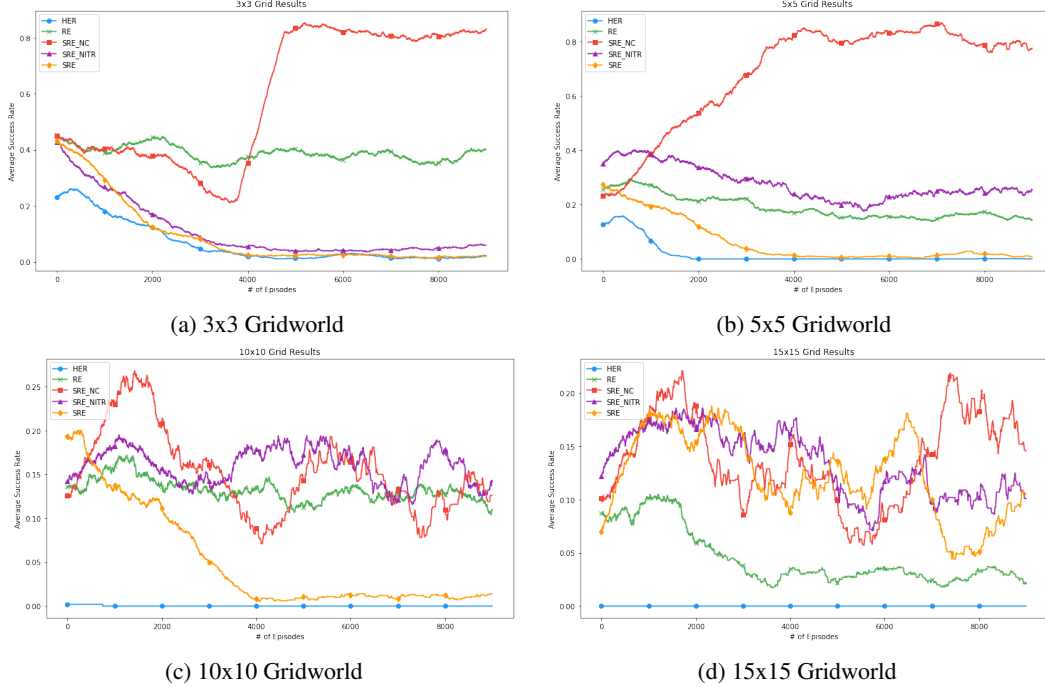 3x3 Grid Results
HER
RE
SRE_NC
SRE_NITR
SRE
Average Success Rate
0.8
0.6
0.4
0.2
0.0
0 2000 4000 6000 8000
# of Episodes
(a) 3x3 Gridworld
5x5 Grid Results
HER
RE
SRE_NC
SRE_NITR
SRE
Average Success Rate
0.8
0.6
0.4
0.2
0.0
0 2000 4000 6000 8000
# of Episodes
(b) 5x5 Gridworld
10x10 Grid Results
HER
RE
SRE_NC
SRE_NITR
SRE
Average Success Rate
0.25
0.20
0.15
0.10
0.05
0.00
0 2000 4000 6000 8000
# of Episodes
(c) 10x10 Gridworld
15x15 Grid Results
HER
RE
SRE_NC
SRE_NITR
SRE
Average Success Rate
0.20
0.15
0.10
0.05
0.00
0 2000 4000 6000 8000
# of Episodes
(d) 15x15 Gridworld